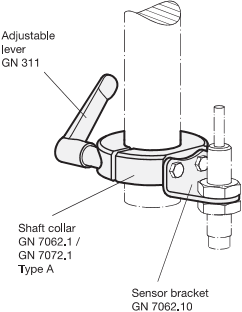 Adjustable
lever
GN 311
Shaft collar
GN 7062.1 /
GN 7072.1
Type A
Sensor bracket
GN 7062.10